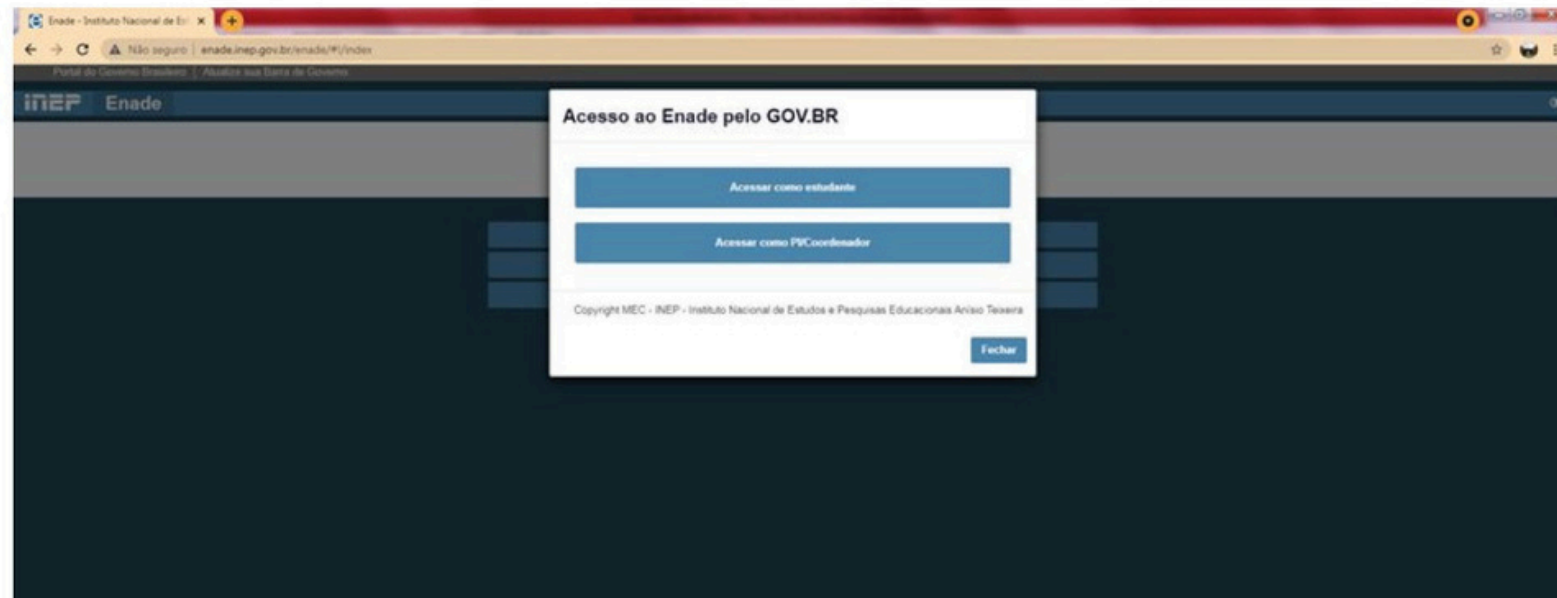 Enade - Instituto Nacional de Es
Não seguro | enade.inep.gov.br/enade/#!/index
Portal do Governo Brasileiro | Atualize sua Barra de Governo
inep Enade
Acesso ao Enade pelo GOV.BR
Acessar como estudante
Acessar como PI/Coordenador
Copyright MEC - INEP - Instituto Nacional de Estudos e Pesquisas Educacionais Anísio Teixeira
Fechar